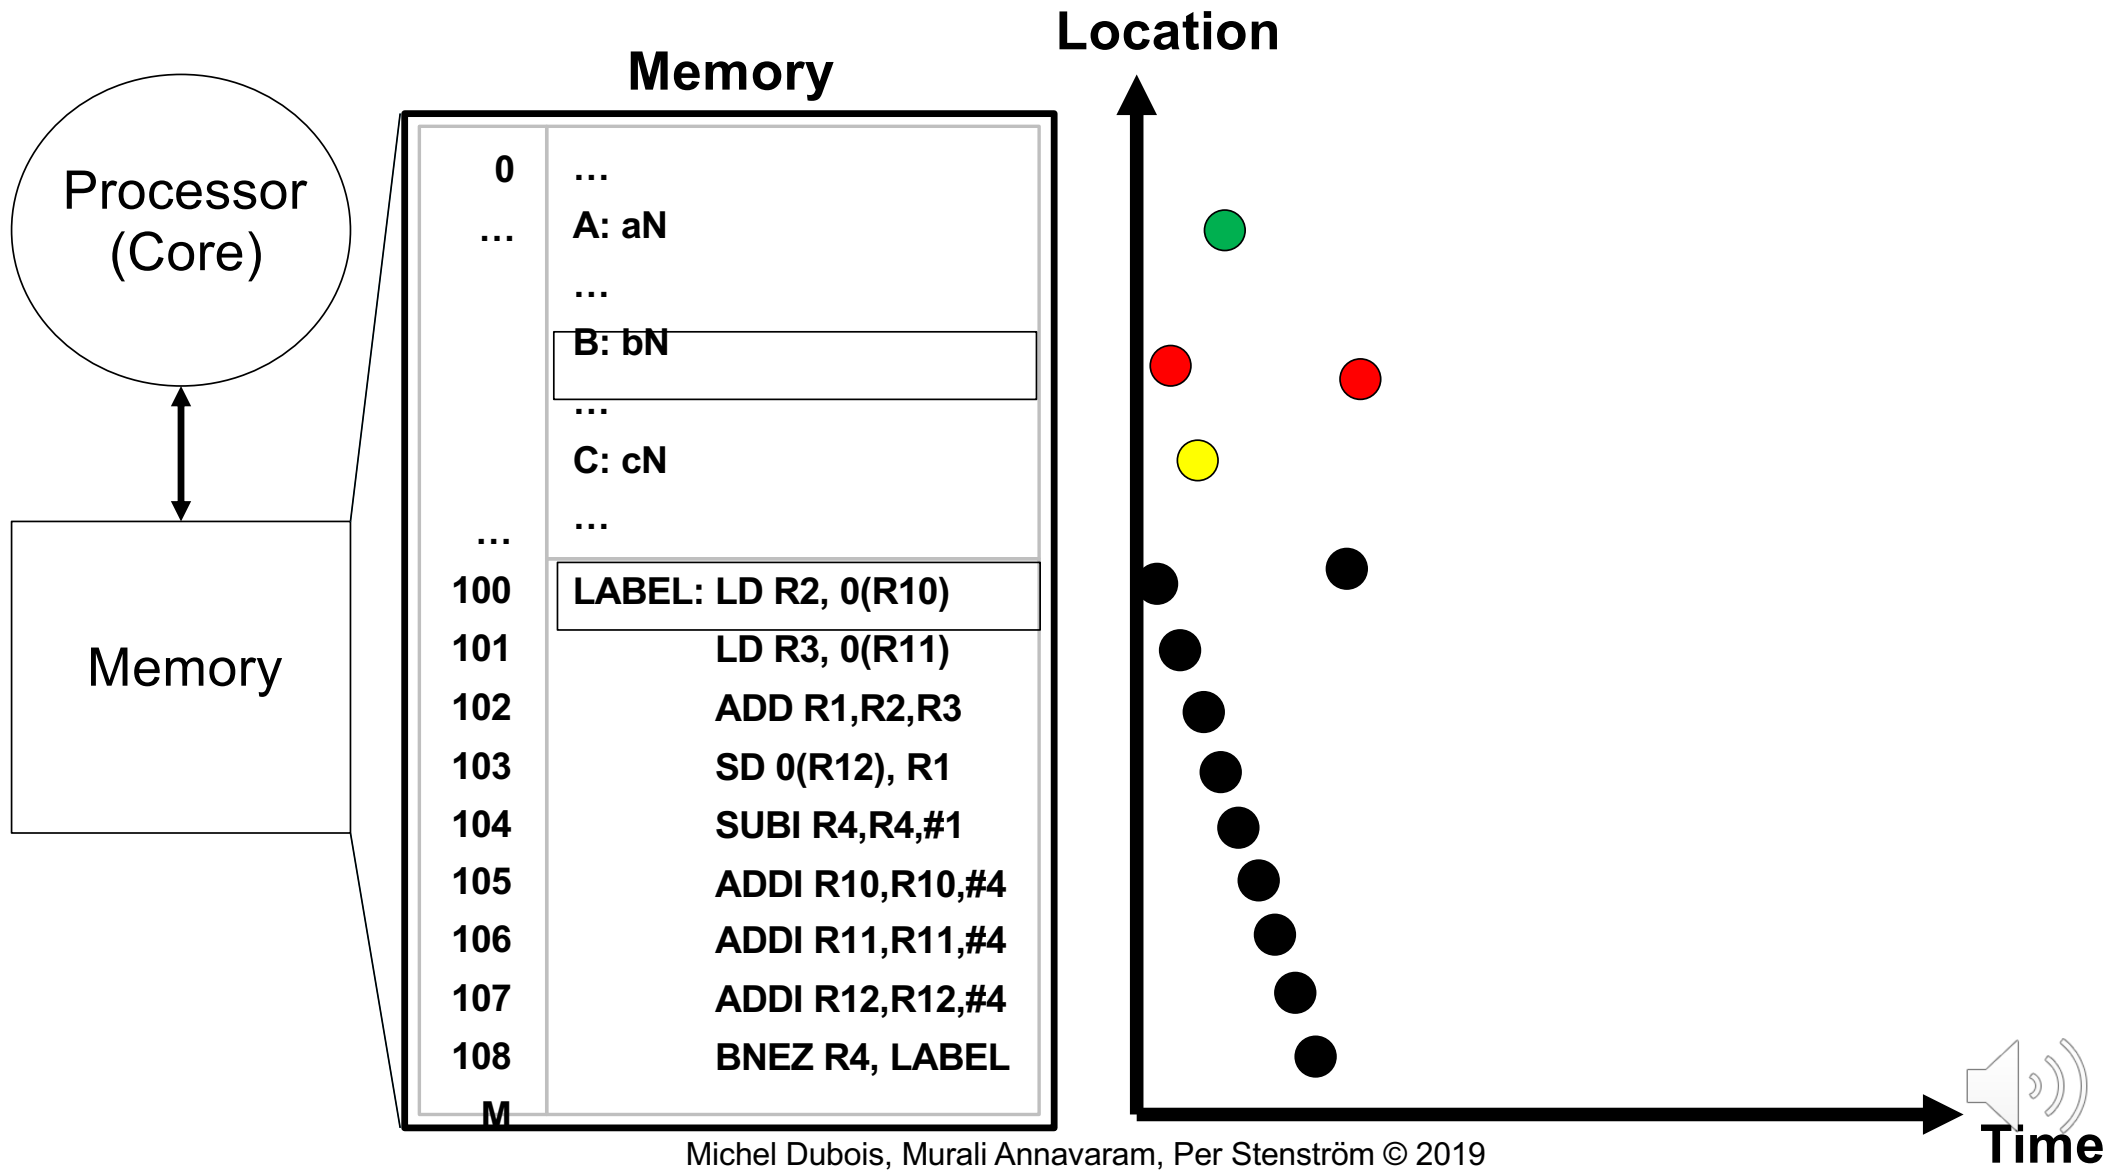 Location
Memory
Processor
(Core)
Memory
0 …
… A: aN
…
B: bN
…
C: cN
… …
100 LABEL: LD R2, 0(R10)
101 LD R3, 0(R11)
102 ADD R1,R2,R3
103 SD 0(R12), R1
104 SUBI R4,R4,#1
105 ADDI R10,R10,#4
106 ADDI R11,R11,#4
107 ADDI R12,R12,#4
108 BNEZ R4, LABEL
M
Time
Michel Dubois, Murali Annavaram, Per Stenström © 2019